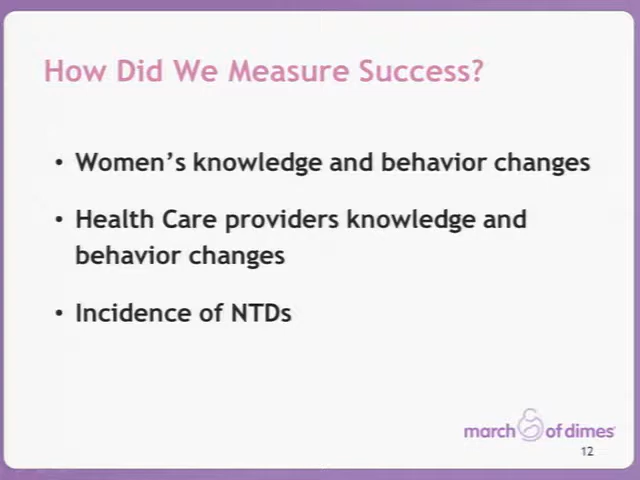 How Did We Measure Success?
• Women's knowledge and behavior changes
• Health Care providers knowledge and
behavior changes
• Incidence of NTDs
march of dimes
12